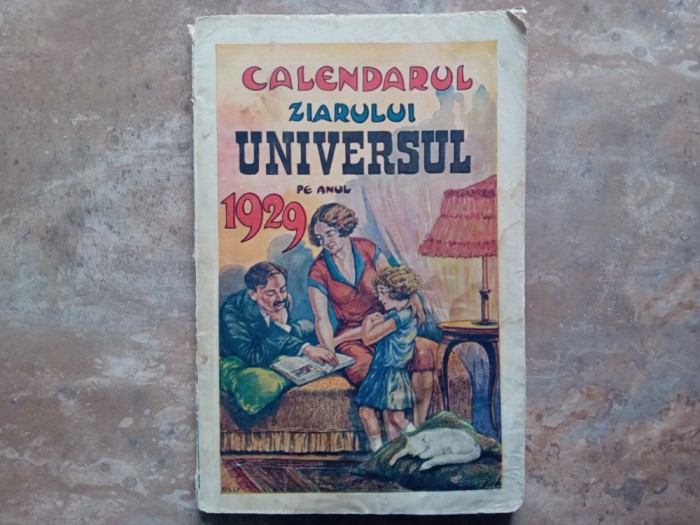 CALENDARUL
ZIARULUI
UNIVERSUL
PE ANUL
1929